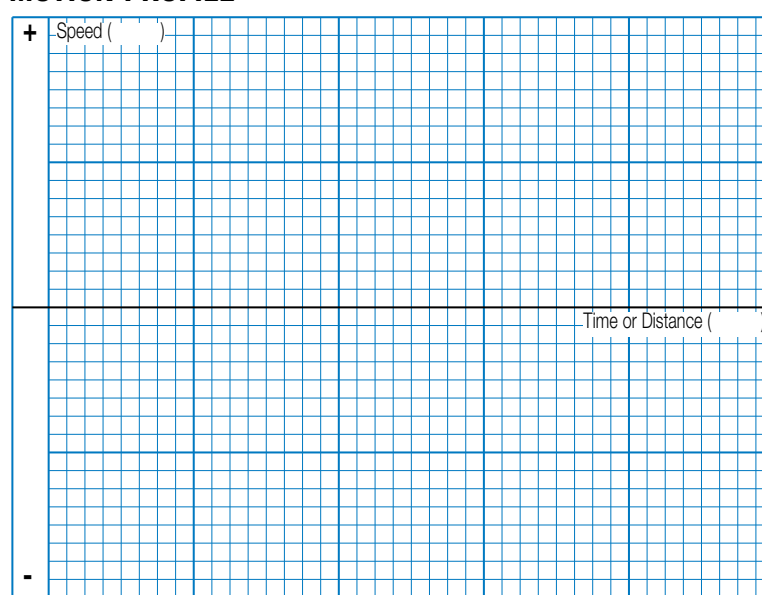 + Speed ( )
Time or Distance ( )
-